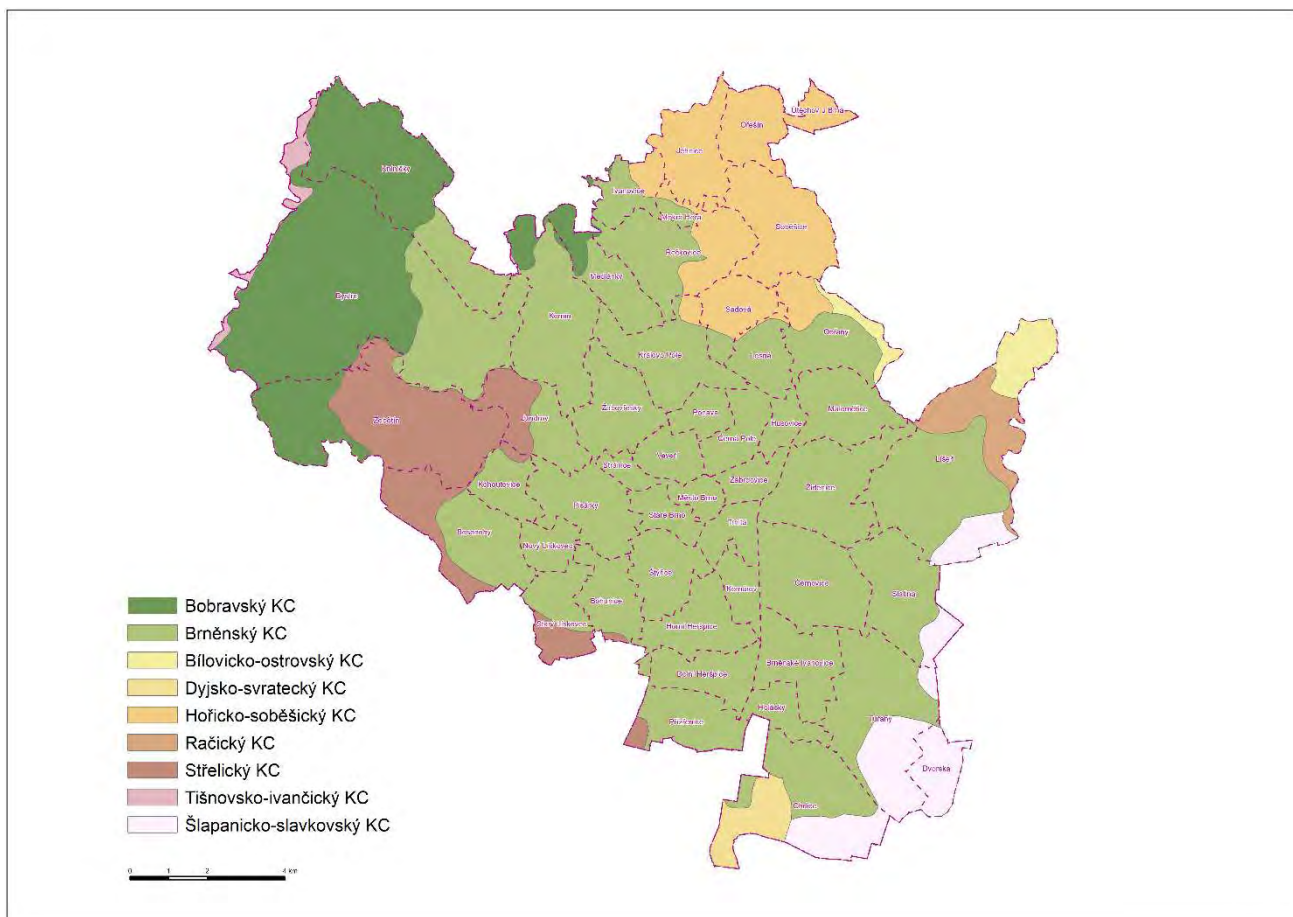 Útěchov u Brna
Ořešín
Jehnice
Kníničky
Ivanovice
Mokrá Hora
Řečkovice
Soběšice
Medlánky
Bystrc
Sadová
Komín
Obřany
Královo Pole
Lesná
Žabovřesky
Ponava
Maloměřice
Jundrov
Žebětín
Husovice
Černá Pole
Veveří
Líšeň
Stránice
Kohoutovice
Zábrdovice
Židenice
Město Brno
Pisárky
Staré Brno
Trnitá
Bosonohy
Nový Lískovec
Štýřice
Černovice
Komárov
Slatina
Bohunice
Starý Lískovec
Horní Heršpice
Brněnské Ivanovice
Dolní Heršpice
Holásky
Přízřenice
Tuřany
Dvorska
Chrlice
Bobravský KC
Brněnský KC
Bílovicko-ostrovský KC
Dyjsko-svratecký KC
Hořicko-soběšický KC
Račický KC
Střelický KC
Tišnovsko-ivančický KC
Šlapanicko-slavkovský KC
0 1 2 4 km